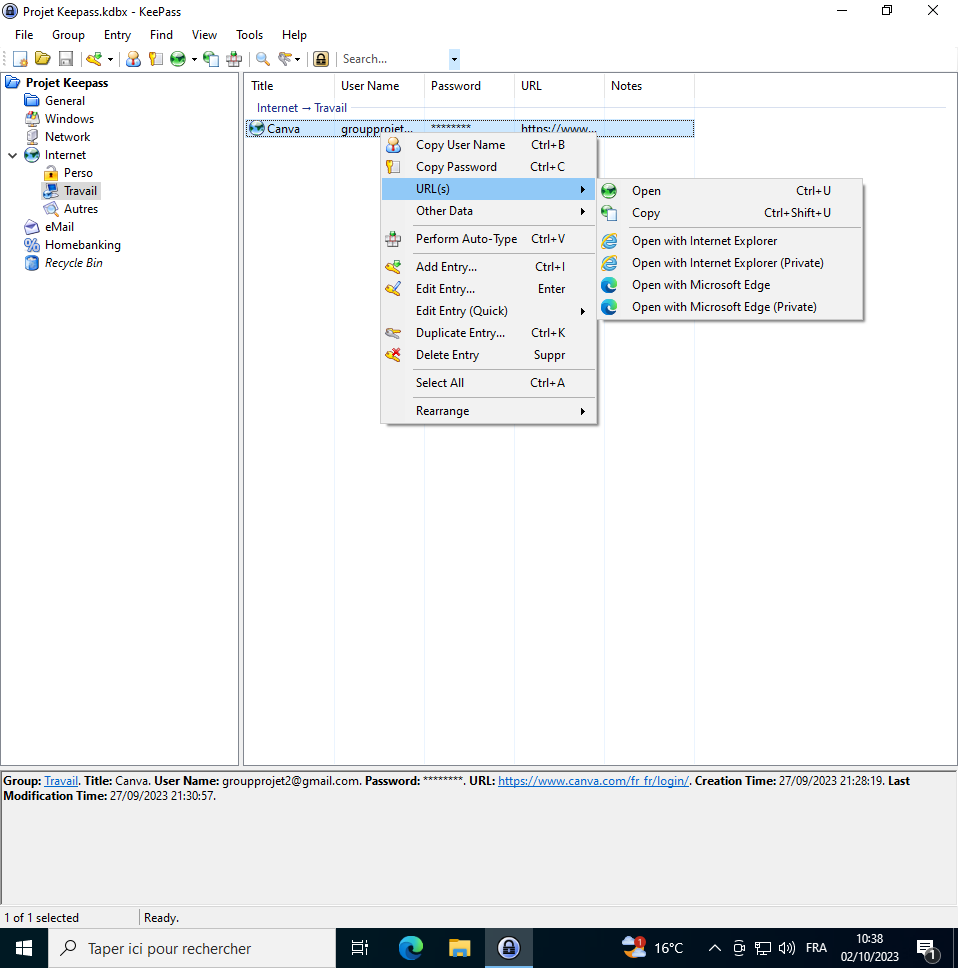 Projet Keepass.kdbx - KeePass
File Group Entry Find View Tools Help
Search...
Projet Keepass
General
Windows
Network
Internet
Perso
Travail
Autres
eMail
Homebanking
Recycle Bin
Title User Name Password URL Notes
Internet → Travail
Canva groupprojet... ******** https://www...
Copy User Name Ctrl+B
Copy Password Ctrl+C
URL(s)
Other Data
Perform Auto-Type Ctrl+V
Add Entry... Ctrl+I
Edit Entry... Enter
Edit Entry (Quick)
Duplicate Entry... Ctrl+K
Delete Entry Suppr
Select All Ctrl+A
Rearrange
Open Ctrl+U
Copy Ctrl+Shift+U
Open with Internet Explorer
Open with Internet Explorer (Private)
Open with Microsoft Edge
Open with Microsoft Edge (Private)
Group: Travail. Title: Canva. User Name: groupprojet2@gmail.com. Password: ********. URL: https://www.canva.com/fr_fr/login/. Creation Time: 27/09/2023 21:28:19. Last
Modification Time: 27/09/2023 21:30:57.
1 of 1 selected Ready.
Taper ici pour rechercher
1 16°C FRA
10:38
02/10/2023
1